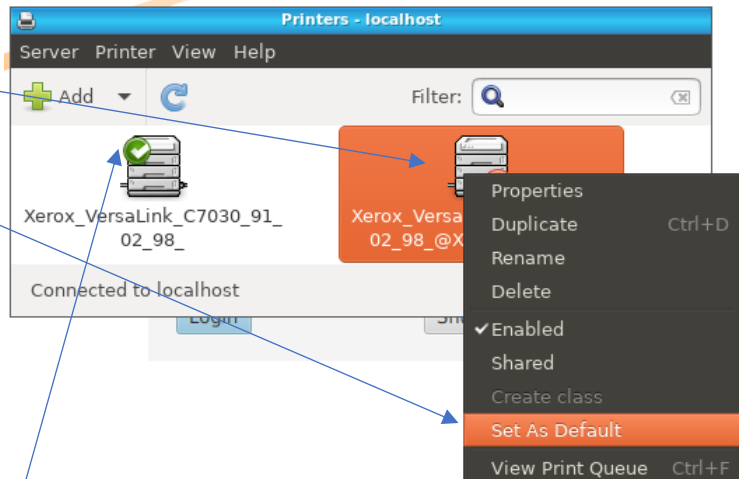 Printers - localhost
Server Printer View Help
Add
Filter:
Xerox_VersaLink_C7030_91_
02_98_
Xerox_Versa
02_98_@X
Connected to localhost
Login
Properties
Duplicate Ctrl+D
Rename
Delete
Enabled
Shared
Create class
Set As Default
View Print Queue Ctrl+F